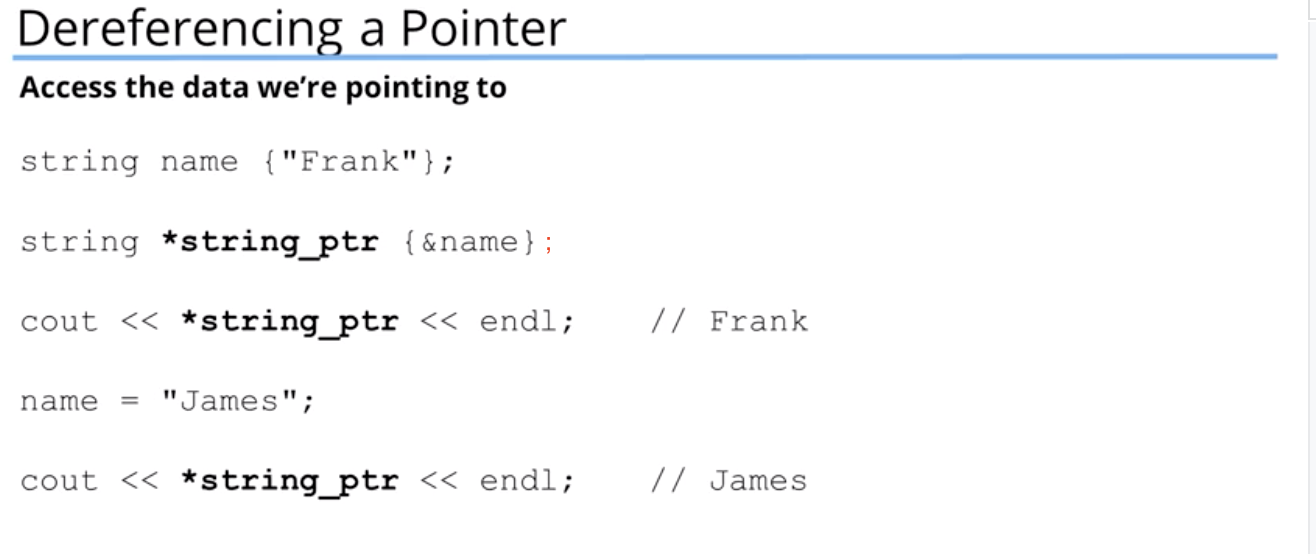 Dereferencing a Pointer
Access the data we’re pointing to
string name {"Frank"};
string *string_ptr {&name};
cout << *string_ptr << endl;    // Frank
name = "James";
cout << *string_ptr << endl;    // James